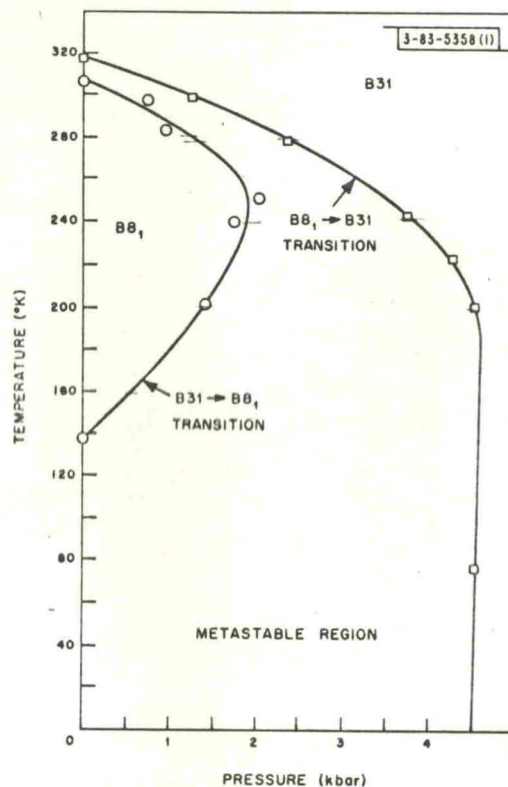 3-83-5358(1)
320
B31
280
B8₁→B31
TRANSITION
240
B8₁
200
TEMPERATURE (°K)
160
B31→B8₁
TRANSITION
120
80
METASTABLE REGION
40
0 1 2 3 4
PRESSURE (kbar)